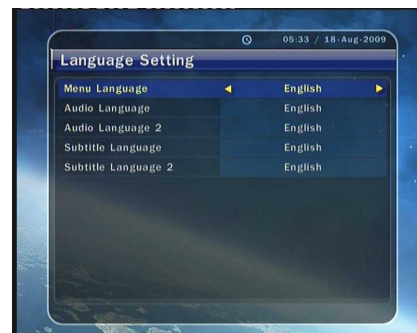 05:33 / 18-Aug-2009
Language Setting
Menu Language English
Audio Language English
Audio Language 2 English
Subtitle Language English
Subtitle Language 2 English